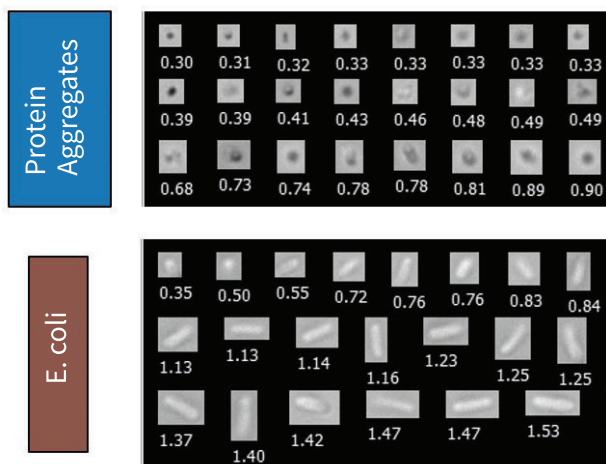 Protein
Aggregates
0.30 0.31 0.32 0.33 0.33 0.33 0.33 0.33
0.39 0.39 0.41 0.43 0.46 0.48 0.49 0.49
0.68 0.73 0.74 0.78 0.78 0.81 0.89 0.90
E. coli
0.35 0.50 0.55 0.72 0.76 0.76 0.83 0.84
1.13 1.13 1.14 1.16 1.23 1.25 1.25
1.37 1.40 1.42 1.47 1.47 1.53